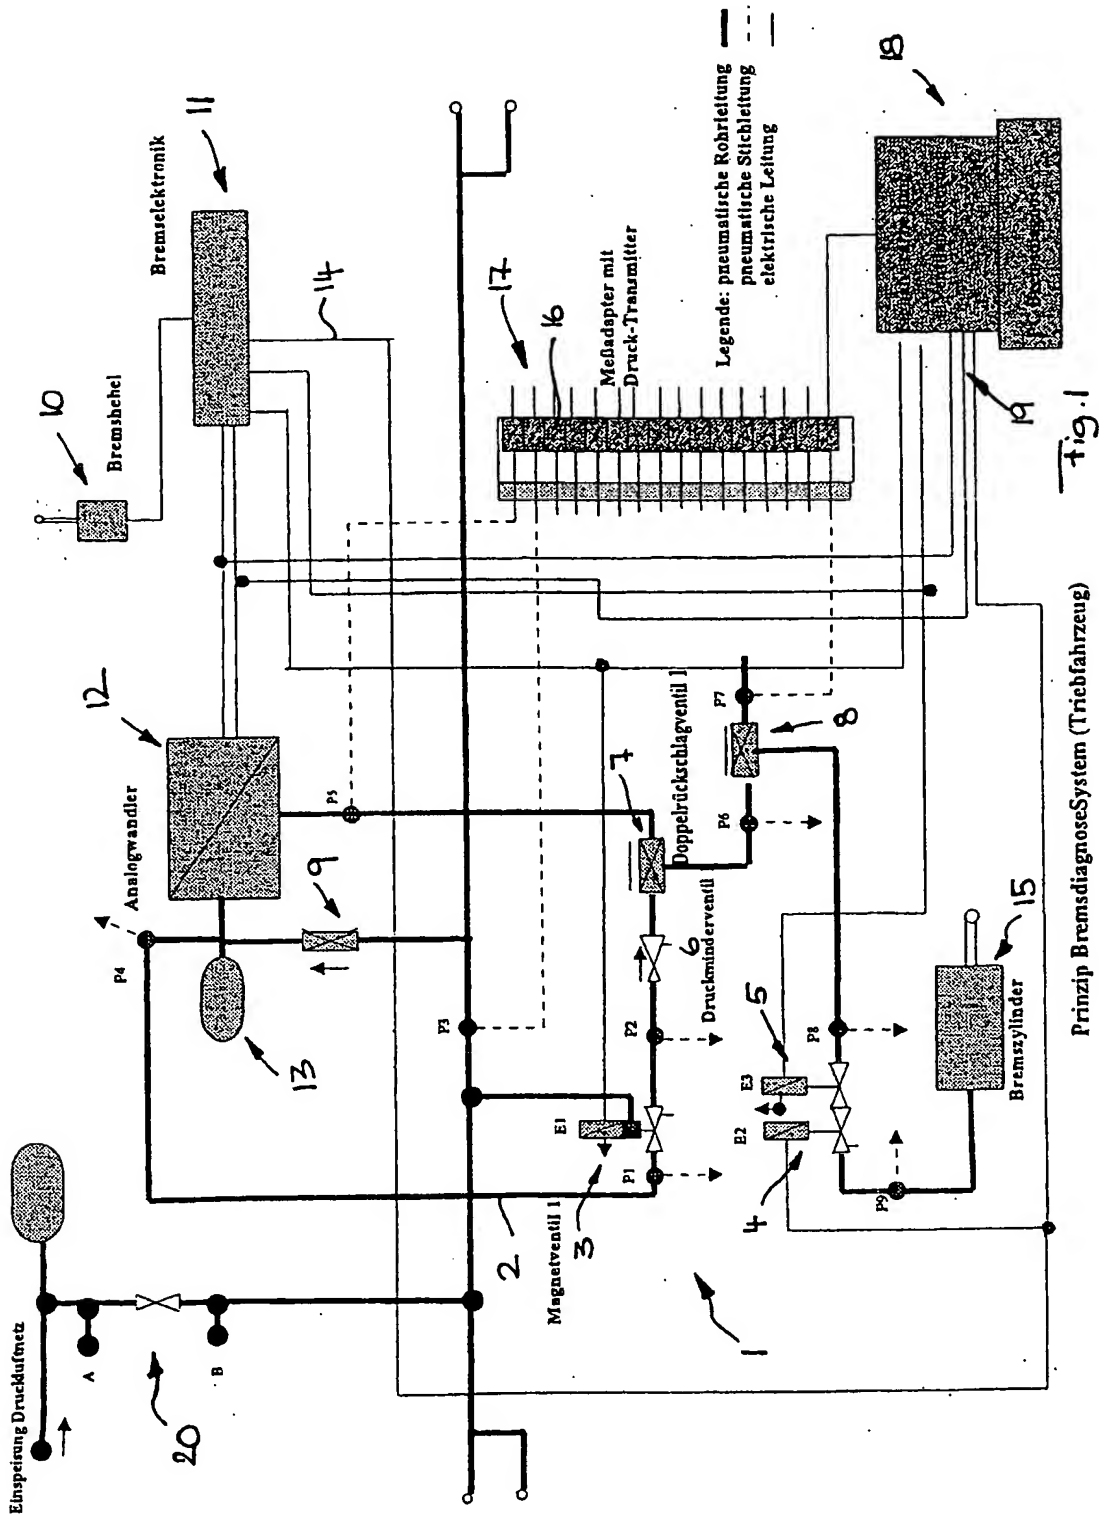 Einspeisung Druckluftnetz
A
B
20
P4
13
Analogwandler
12
9
P5
10
Bremshebel
Bremselektronik
11
14
P3
2
Magnetventil 1
3
E1
P1
P2
6
Druckminderventil
7
Doppelrückschlagventil 1
P6
P7
8
1
4
E2
E3
5
P8
P9
Bremszylinder
15
17
16
Meßadapter mit
Druck-Transmitter
Legende: pneumatische Rohrleitung
pneumatische Stichleitung
elektrische Leitung
18
19
Fig.1
Prinzip BremsdiagnoseSystem (Triebfahrzeug)